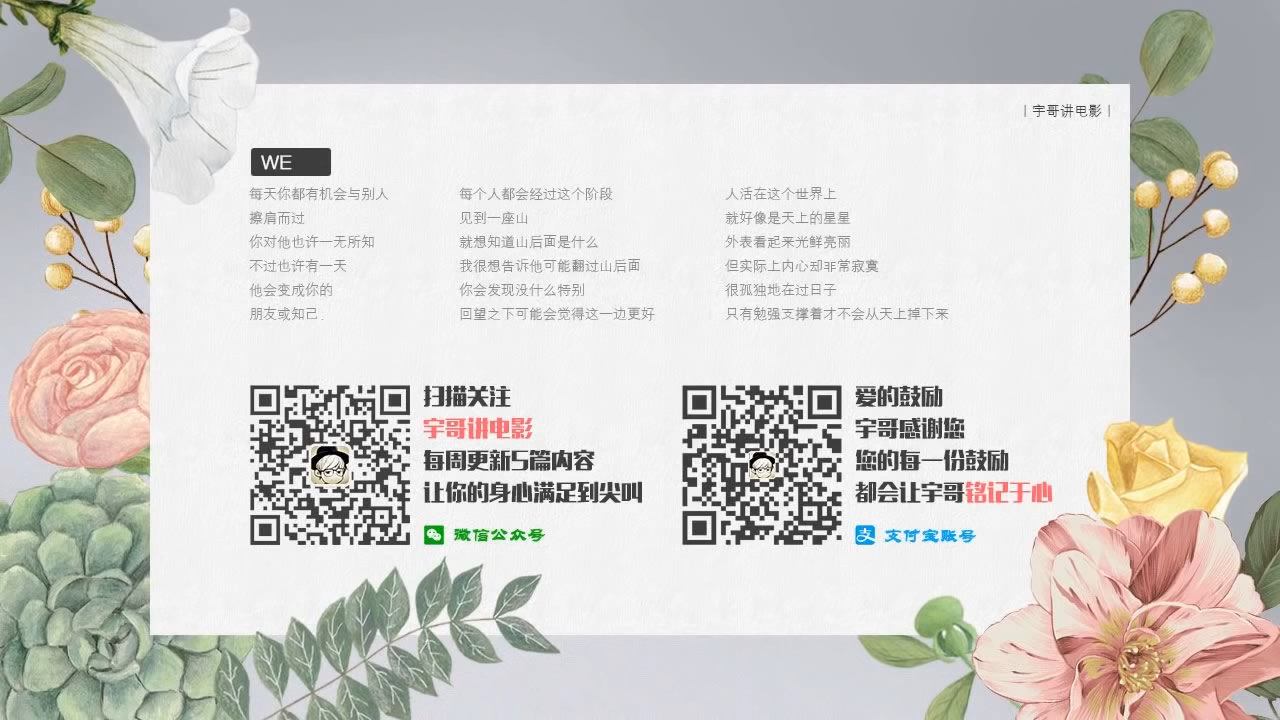 | 宇哥讲电影 |
WE
每天你都有机会与别人
擦肩而过
你对他也许一无所知
不过也许有一天
他会变成你的
朋友或知己.
每个人都会经过这个阶段
见到一座山
就想知道山后面是什么
我很想告诉他可能翻过山后面
你会发现没什么特别
回望之下可能会觉得这一边更好
人活在这个世界上
就好像是天上的星星
外表看起来光鲜亮丽
但实际上内心却非常寂寞
很孤独地在过日子
只有勉强支撑着才不会从天上掉下来
扫描关注
宇哥讲电影
每周更新5篇内容
让你的身心满足到尖叫
微信公众号
爱的鼓励
宇哥感谢您
您的每一份鼓励
都会让宇哥铭记于心
支 支付宝账号